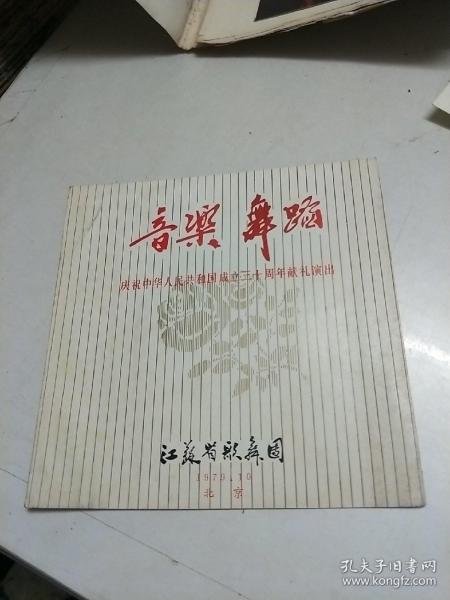 音樂 舞蹈
庆祝中华人民共和国成立三十周年献礼演出
江苏省歌舞團
1979.10
北京
孔夫子旧书网
www.kongfz.com